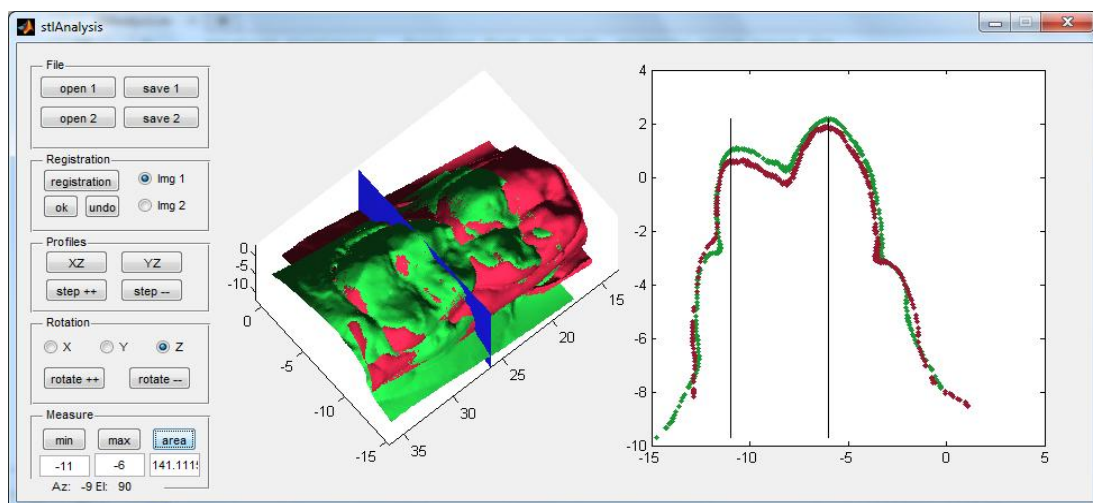 stlAnalysis
File
open 1 save 1
open 2 save 2
Registration
registration Img 1
ok undo Img 2
Profiles
XZ YZ
step ++ step --
Rotation
X Y Z
rotate ++ rotate --
Measure
min max area
-11 -6 141.111
Az: -9 El: 90
0
-5
-10
0
-5
-10
-15
15
20
25
30
35
4
2
0
-2
-4
-6
-8
-10
-15 -10 -5 0 5